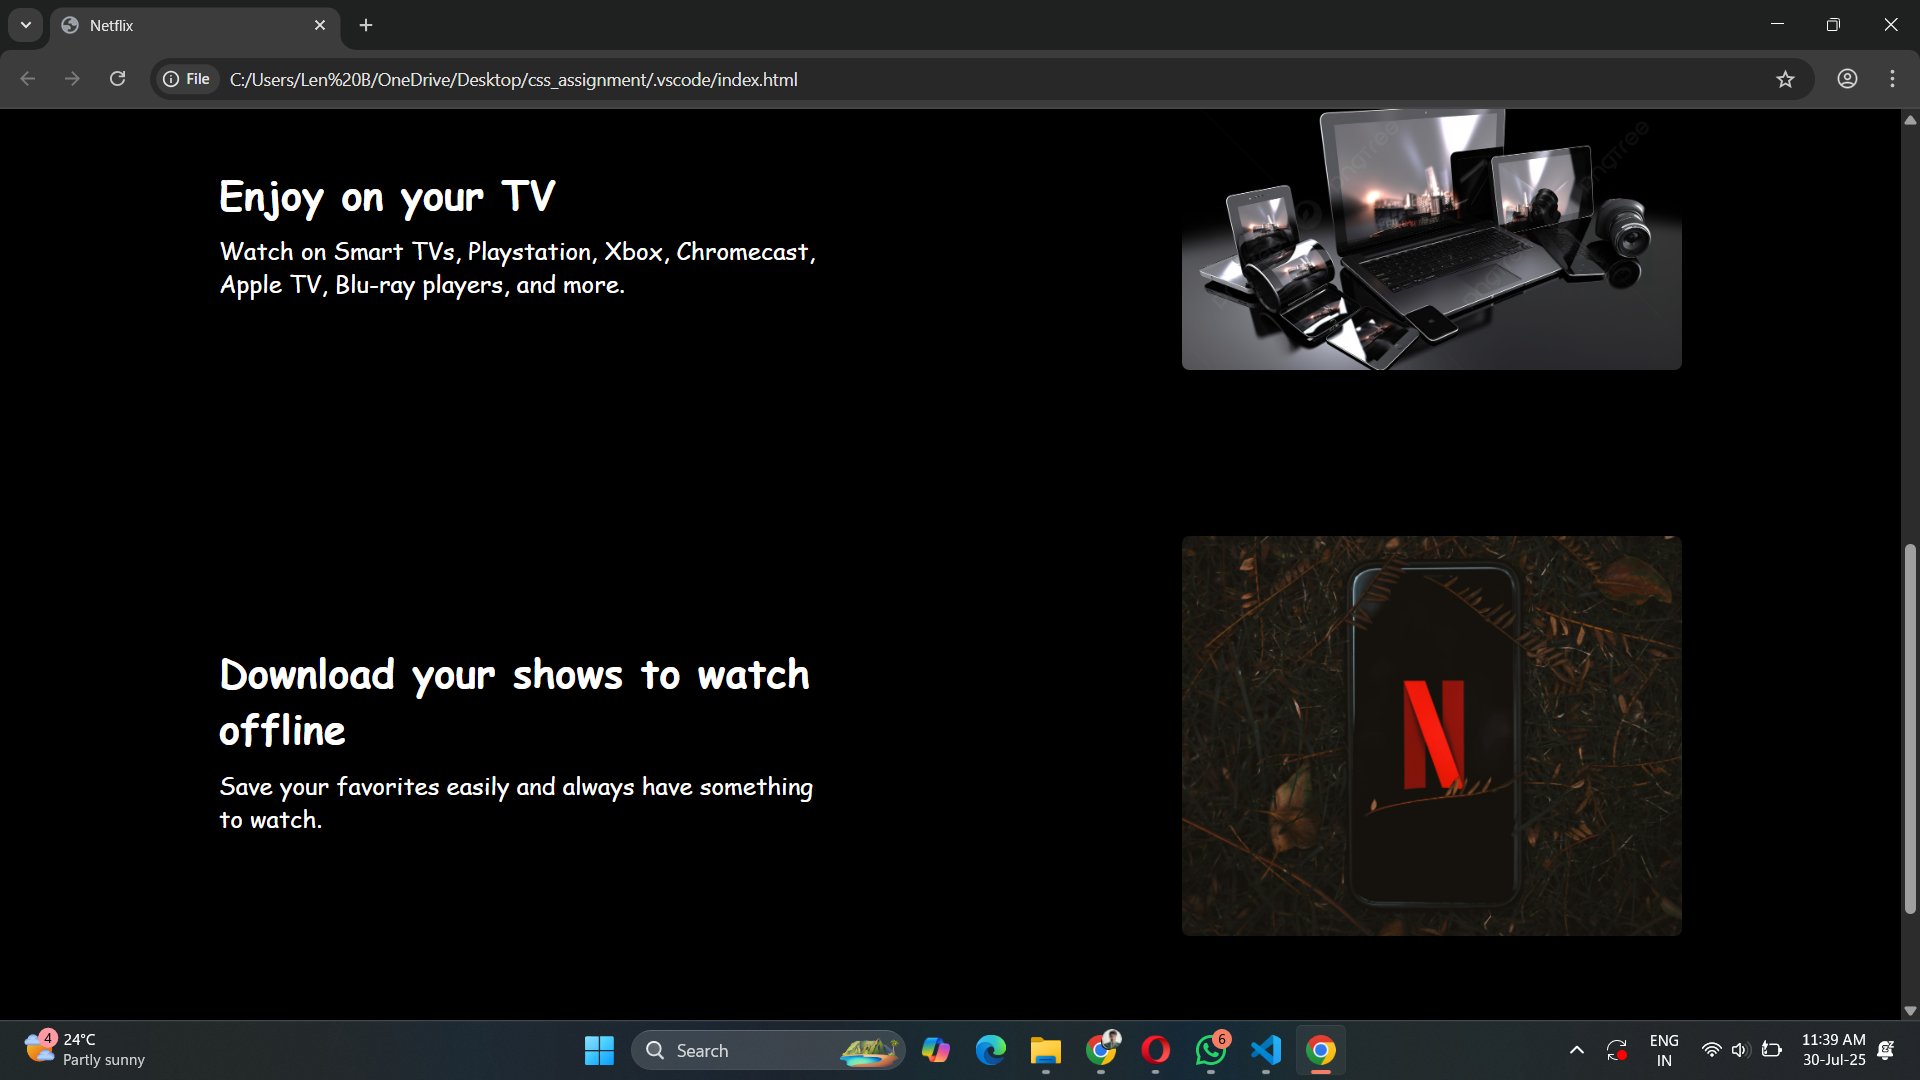 Netflix
File
C:/Users/Len%20B/OneDrive/Desktop/css_assignment/.vscode/index.html
Enjoy on your TV
Watch on Smart TVs, Playstation, Xbox, Chromecast,
Apple TV, Blu-ray players, and more.
Download your shows to watch
offline
Save your favorites easily and always have something
to watch.
N
4
24°C
Partly sunny
Search
6
ENG
IN
11:39 AM
30-Jul-25